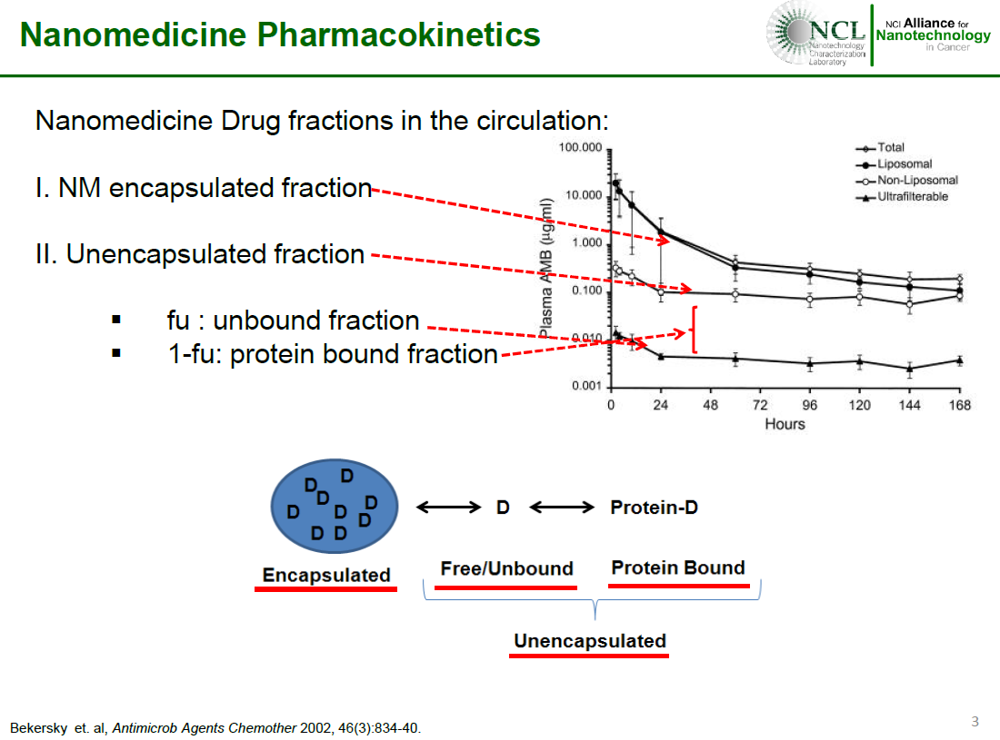 Nanomedicine Pharmacokinetics
NCL
Nanotechnology
Characterization
Laboratory
NCI Alliance for
Nanotechnology
in Cancer
Nanomedicine Drug fractions in the circulation:
I. NM encapsulated fraction
II. Unencapsulated fraction
▪ fu : unbound fraction
▪ 1-fu: protein bound fraction
Plasma AMB (µg/ml)
100.000
10.000
1.000
0.100
0.010
0.001
0 24 48 72 96 120 144 168
Hours
Total
Liposomal
Non-Liposomal
Ultrafilterable
D
D
D
D
D
D
D
D
D
D
Protein-D
Encapsulated
Free/Unbound
Protein Bound
Unencapsulated
Bekersky et. al, Antimicrob Agents Chemother 2002, 46(3):834-40.
3